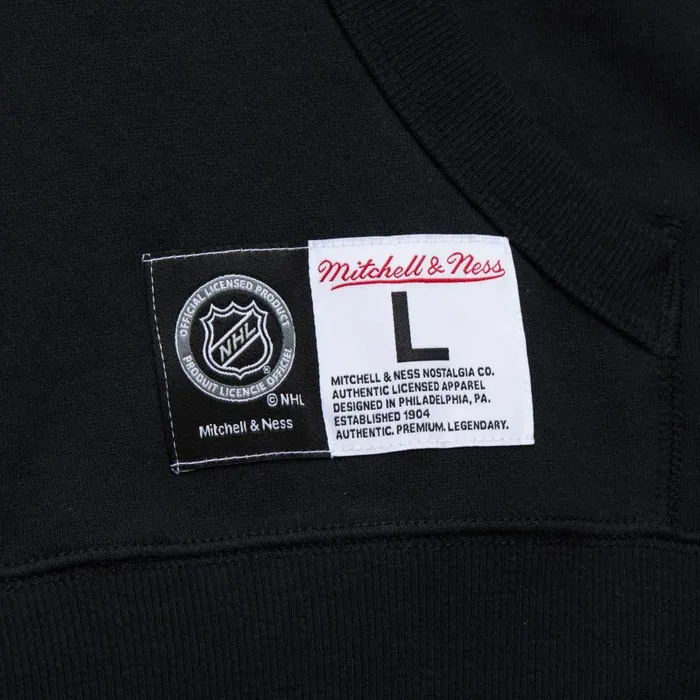 OFFICIAL LICENSED PRODUCT
NHL
®
PRODUIT LICENCIE OFFICIEL
© NHL
Mitchell & Ness
Mitchell & Ness
L
MITCHELL & NESS NOSTALGIA CO.
AUTHENTIC LICENSED APPAREL
DESIGNED IN PHILADELPHIA, PA.
ESTABLISHED 1904
AUTHENTIC. PREMIUM. LEGENDARY.